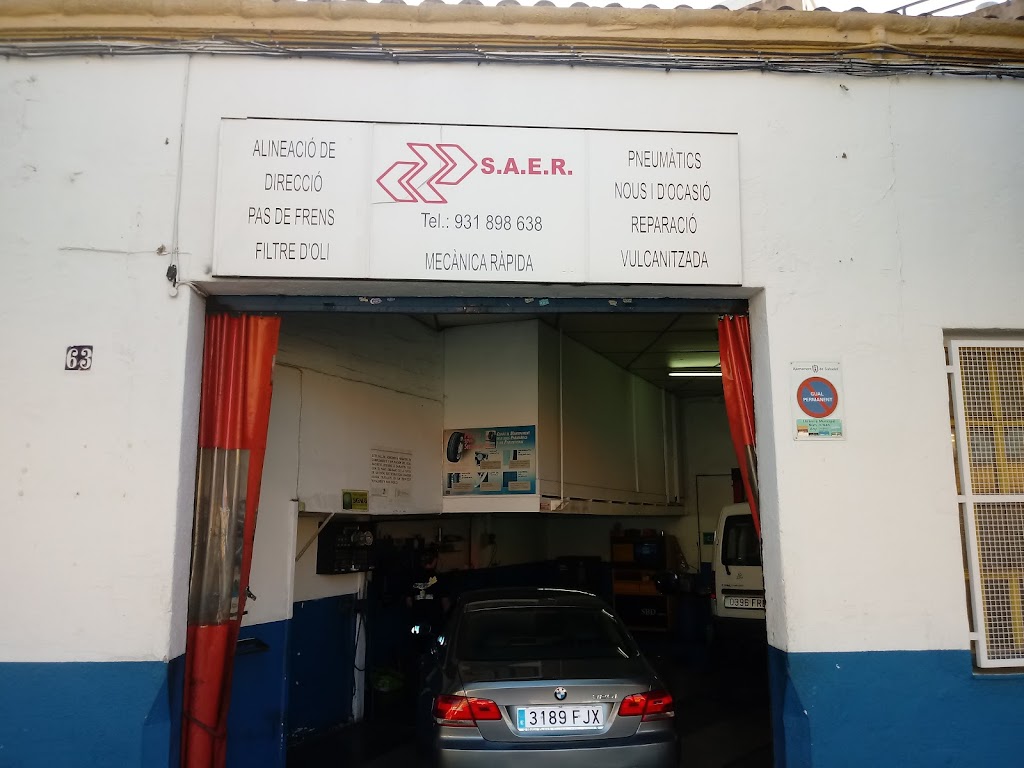 ALINEACIÓ DE
DIRECCIÓ
PAS DE FRENS
FILTRE D'OLI
S.A.E.R.
Tel.: 931 898 638
MECÀNICA RÀPIDA
PNEUMÀTICS
NOUS I D'OCASIÓ
REPARACIÓ
VULCANITZADA
63
GUAL
PERMANENT
3189 FJX